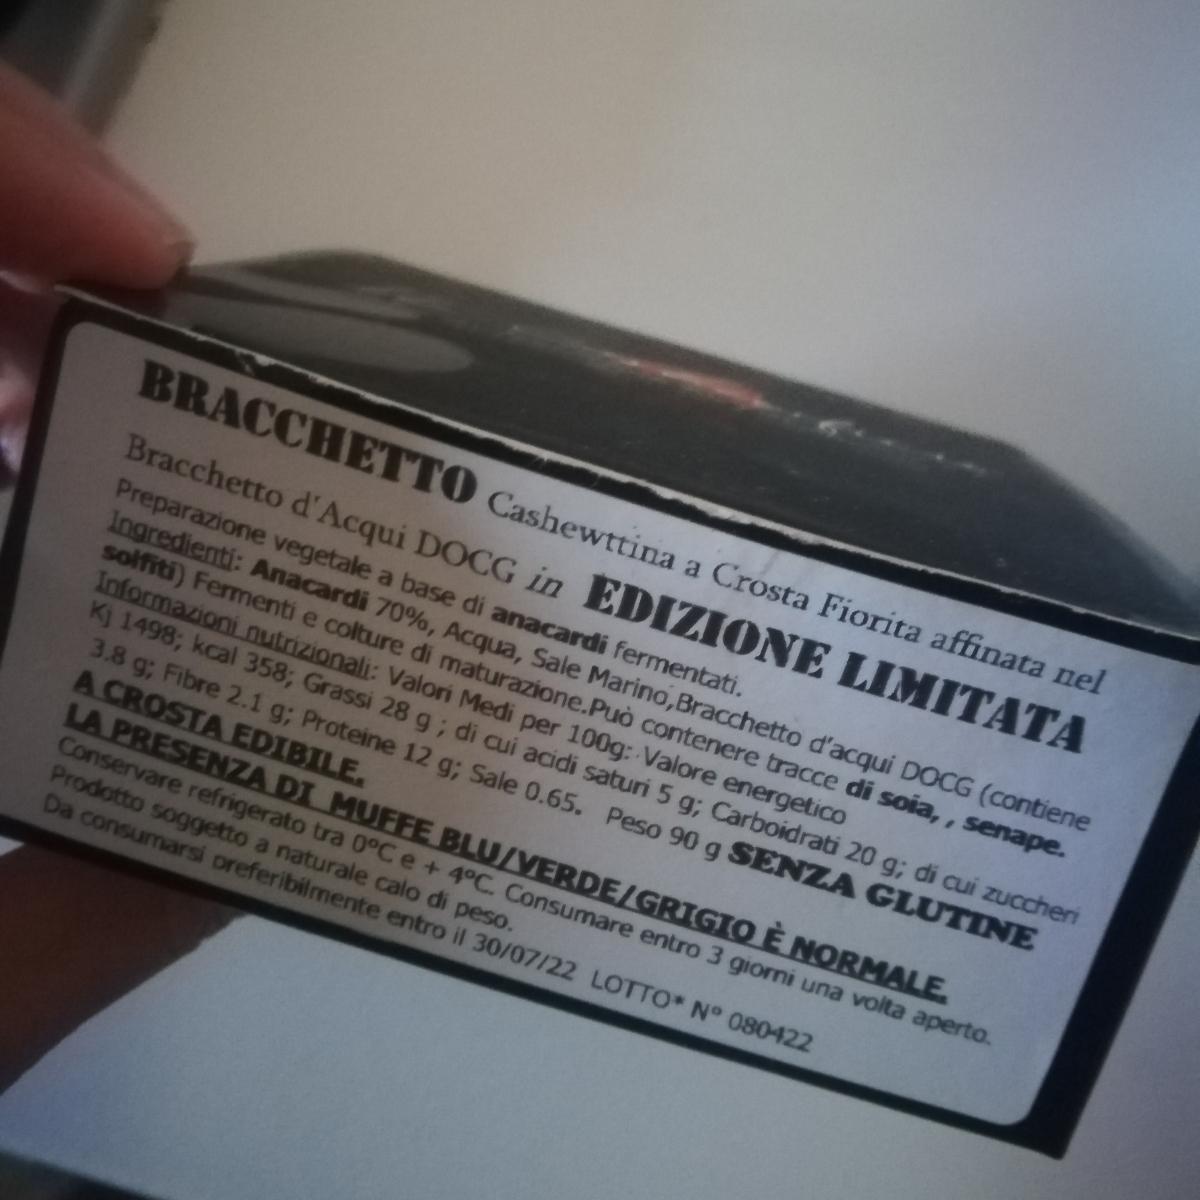 BRACCHETTO Cashewttina a Crosta Fiorita affinata nel
Bracchetto d'Acqui DOCG in EDIZIONE LIMITATA
Preparazione vegetale a base di anacardi fermentati.
Ingredienti: Anacardi 70%, Acqua, Sale Marino,Bracchetto d'acqui DOCG (contiene
solfiti) Fermenti e colture di maturazione.Può contenere tracce di soia, , senape.
Informazioni nutrizionali: Valori Medi per 100g: Valore energetico
Kj 1498; kcal 358; Grassi 28 g ; di cui acidi saturi 5 g; Carboidrati 20 g; di cui zuccheri
3.8 g; Fibre 2.1 g; Proteine 12 g; Sale 0.65. Peso 90 g SENZA GLUTINE
A CROSTA EDIBILE.
LA PRESENZA DI MUFFE BLU/VERDE/GRIGIO È NORMALE.
Conservare refrigerato tra 0°C e + 4°C. Consumare entro 3 giorni una volta aperto.
Prodotto soggetto a naturale calo di peso.
Da consumarsi preferibilmente entro il 30/07/22 LOTTO* N° 080422